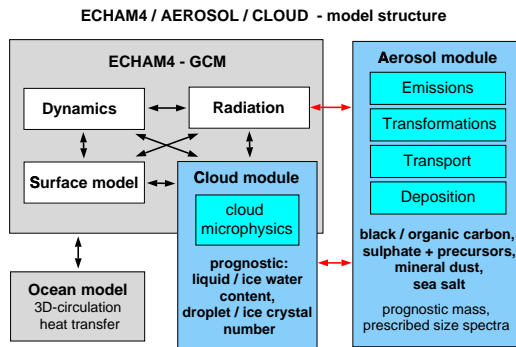 ECHAM4 / AEROSOL / CLOUD - model structure
ECHAM4 - GCM
Dynamics
Radiation
Surface model
Cloud module
cloud
microphysics
prognostic:
liquid / ice water
content,
droplet / ice crystal
number
Ocean model
3D-circulation
heat transfer
Aerosol module
Emissions
Transformations
Transport
Deposition
black / organic carbon,
sulphate + precursors,
mineral dust,
sea salt
prognostic mass,
prescribed size spectra